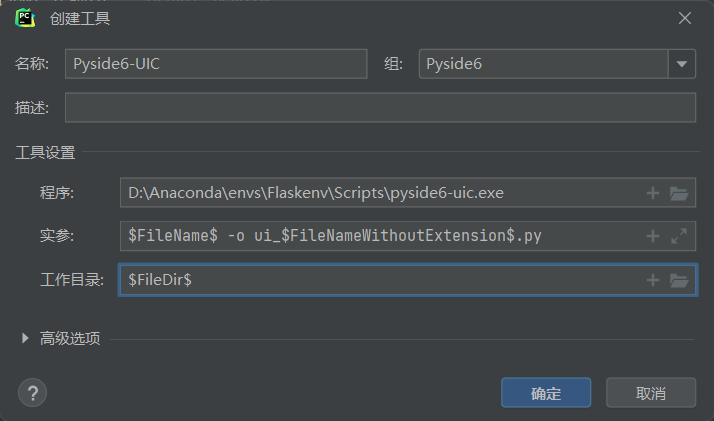 PC
创建工具
名称: Pyside6-UIC 组: Pyside6
描述:
工具设置
程序: D:\Anaconda\envs\Flaskenv\Scripts\pyside6-uic.exe
实参: $FileName$ -o ui_$FileNameWithoutExtension$.py
工作目录: $FileDir$
高级选项
? 确定 取消